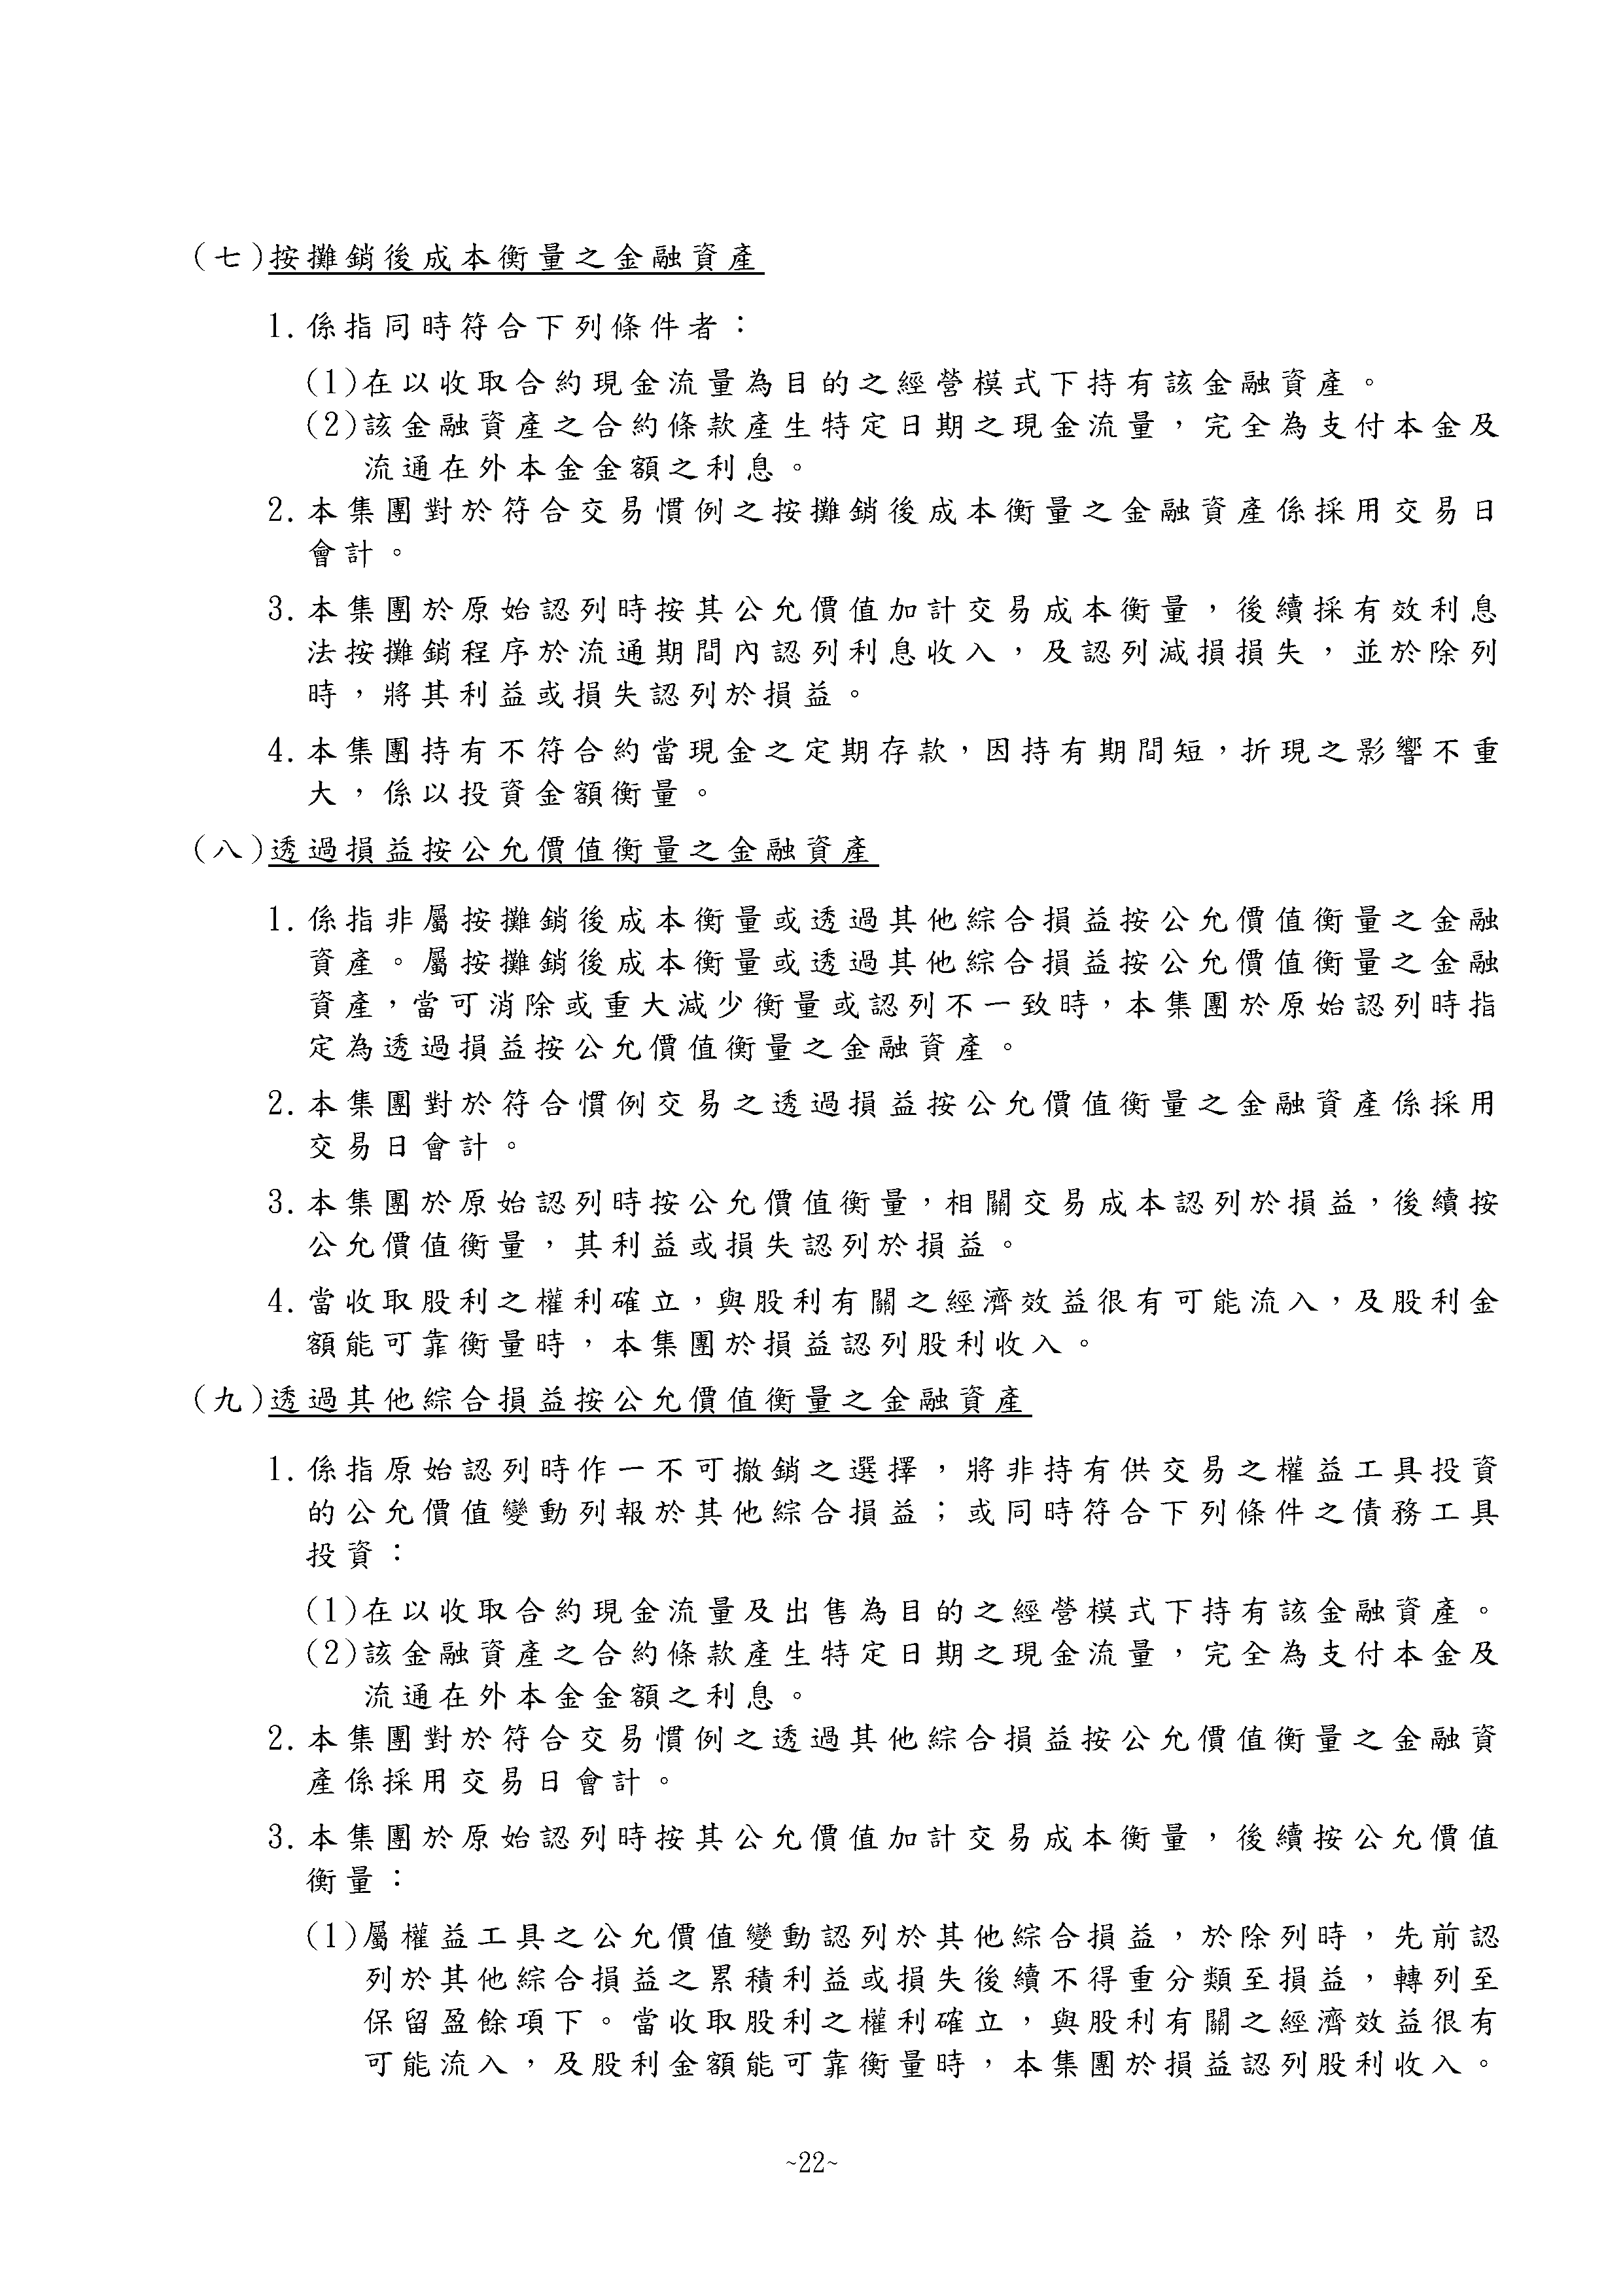 (七)按攤銷後成本衡量之金融資產
1.係指同時符合下列條件者：
(1)在以收取合約現金流量為目的之經營模式下持有該金融資產。
(2)該金融資產之合約條款產生特定日期之現金流量，完全為支付本金及
流通在外本金金額之利息。
2.本集團對於符合交易慣例之按攤銷後成本衡量之金融資產係採用交易日
會計。
3.本集團於原始認列時按其公允價值加計交易成本衡量，後續採有效利息
法按攤銷程序於流通期間內認列利息收入，及認列減損損失，並於除列
時，將其利益或損失認列於損益。
4.本集團持有不符合約當現金之定期存款，因持有期間短，折現之影響不重
大，係以投資金額衡量。
(八)透過損益按公允價值衡量之金融資產
1.係指非屬按攤銷後成本衡量或透過其他綜合損益按公允價值衡量之金融
資產。屬按攤銷後成本衡量或透過其他綜合損益按公允價值衡量之金融
資產，當可消除或重大減少衡量或認列不一致時，本集團於原始認列時指
定為透過損益按公允價值衡量之金融資產。
2.本集團對於符合慣例交易之透過損益按公允價值衡量之金融資產係採用
交易日會計。
3.本集團於原始認列時按公允價值衡量，相關交易成本認列於損益，後續按
公允價值衡量，其利益或損失認列於損益。
4.當收取股利之權利確立，與股利有關之經濟效益很有可能流入，及股利金
額能可靠衡量時，本集團於損益認列股利收入。
(九)透過其他綜合損益按公允價值衡量之金融資產
1.係指原始認列時作一不可撤銷之選擇，將非持有供交易之權益工具投資
的公允價值變動列報於其他綜合損益；或同時符合下列條件之債務工具
投資：
(1)在以收取合約現金流量及出售為目的之經營模式下持有該金融資產。
(2)該金融資產之合約條款產生特定日期之現金流量，完全為支付本金及
流通在外本金金額之利息。
2.本集團對於符合交易慣例之透過其他綜合損益按公允價值衡量之金融資
產係採用交易日會計。
3.本集團於原始認列時按其公允價值加計交易成本衡量，後續按公允價值
衡量：
(1)屬權益工具之公允價值變動認列於其他綜合損益，於除列時，先前認
列於其他綜合損益之累積利益或損失後續不得重分類至損益，轉列至
保留盈餘項下。當收取股利之權利確立，與股利有關之經濟效益很有
可能流入，及股利金額能可靠衡量時，本集團於損益認列股利收入。
~22~